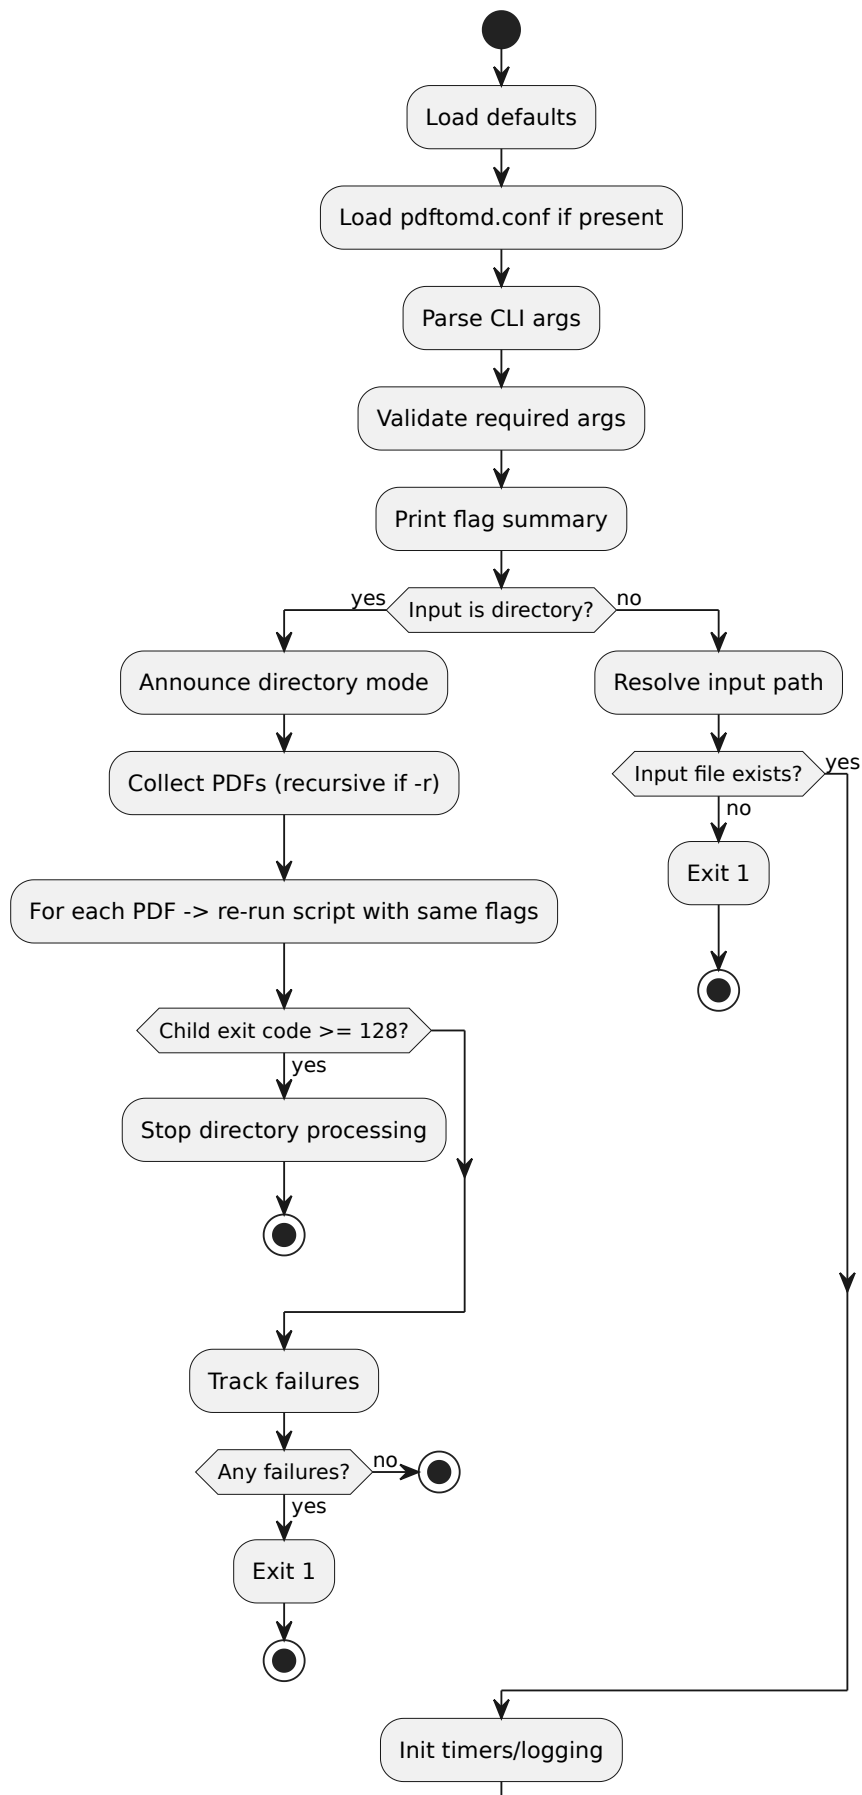 Load defaults
Load pdftomd.conf if present
Parse CLI args
Validate required args
Print flag summary
yes
Input is directory?
no
Announce directory mode
Collect PDFs (recursive if -r)
For each PDF -> re-run script with same flags
Child exit code >= 128?
yes
Stop directory processing
Track failures
Any failures?
no
yes
Exit 1
Resolve input path
Input file exists?
yes
no
Exit 1
Init timers/logging